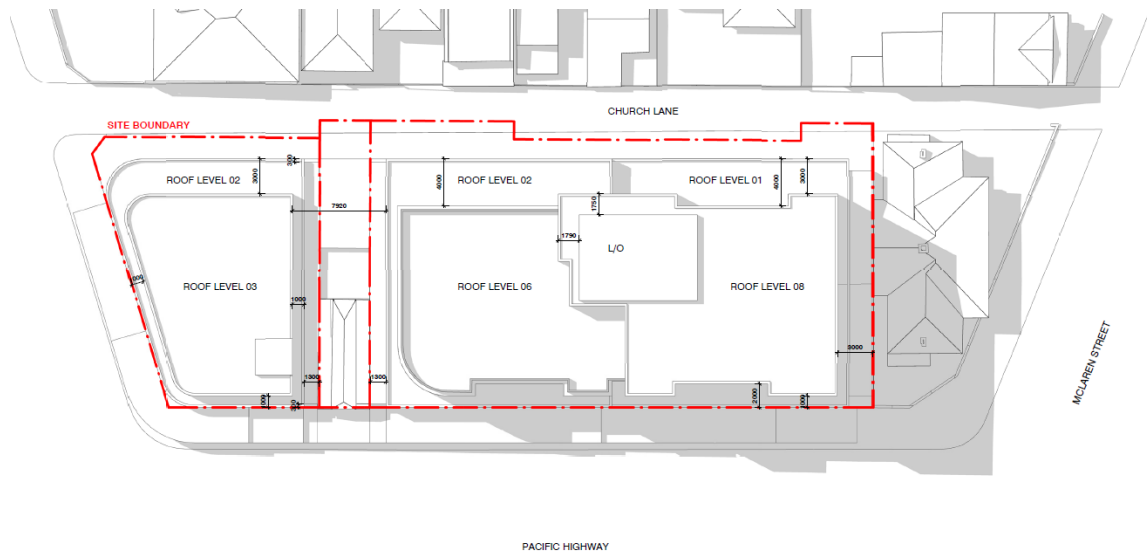 CHURCH LANE
SITE BOUNDARY
300
ROOF LEVEL 02
3000
4000
ROOF LEVEL 02
ROOF LEVEL 01
4000
3000
7920
1750
1790
L/O
ROOF LEVEL 03
1000
ROOF LEVEL 06
ROOF LEVEL 08
3000
1300
1300
2000
MCLAREN STREET
PACIFIC HIGHWAY